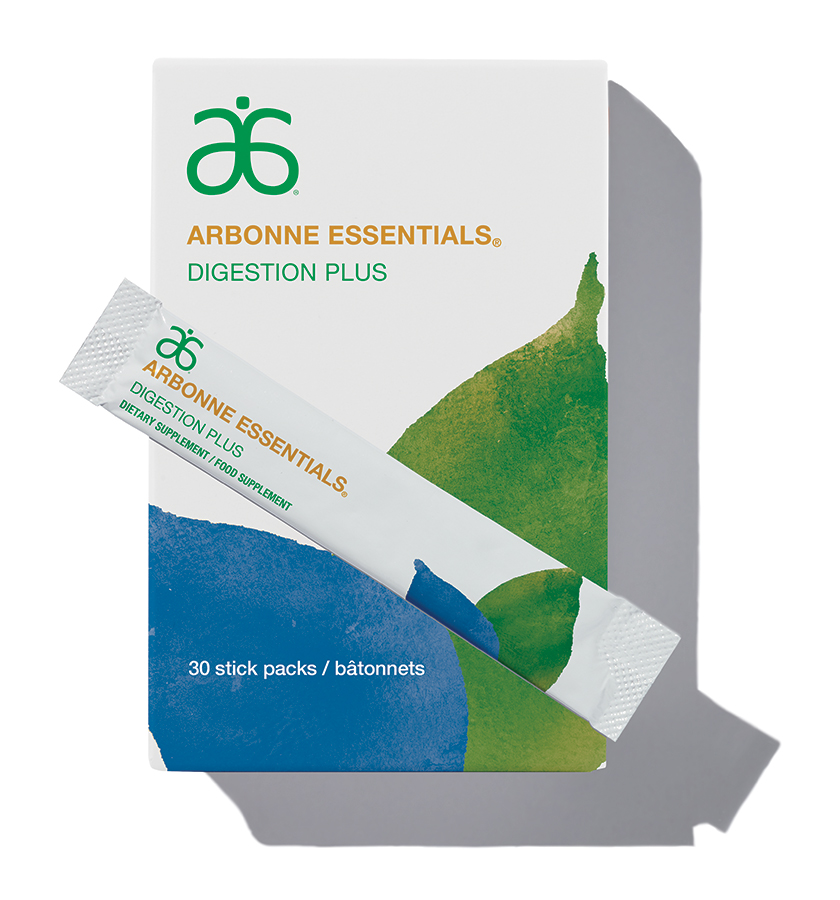 ARBONNE ESSENTIALS®
DIGESTION PLUS
ARBONNE ESSENTIALS®
DIGESTION PLUS
DIETARY SUPPLEMENT / FOOD SUPPLEMENT
30 stick packs / bâtonnets